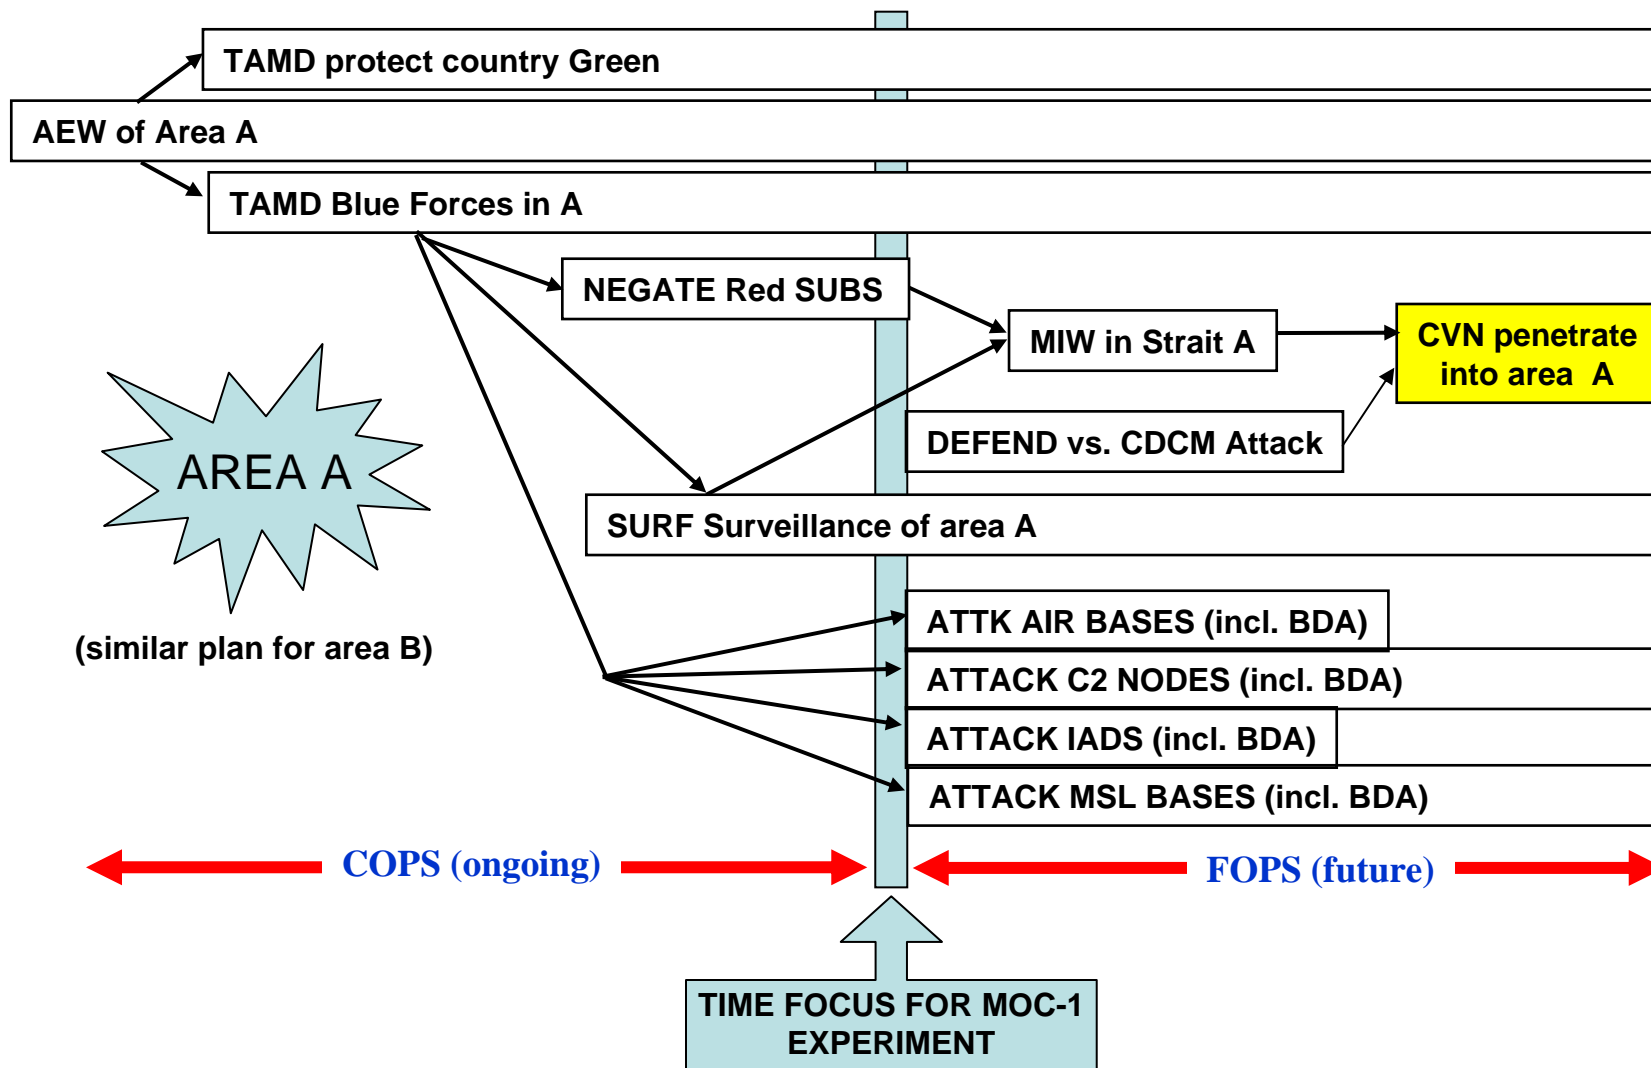 TAMD protect country Green
AEW of Area A
TAMD Blue Forces in A
NEGATE Red SUBS
MIW in Strait A
CVN penetrate
into area A
DEFEND vs. CDCM Attack
AREA A
SURF Surveillance of area A
(similar plan for area B)
ATTK AIR BASES (incl. BDA)
ATTACK C2 NODES (incl. BDA)
ATTACK IADS (incl. BDA)
ATTACK MSL BASES (incl. BDA)
COPS (ongoing)
FOPS (future)
TIME FOCUS FOR MOC-1
EXPERIMENT